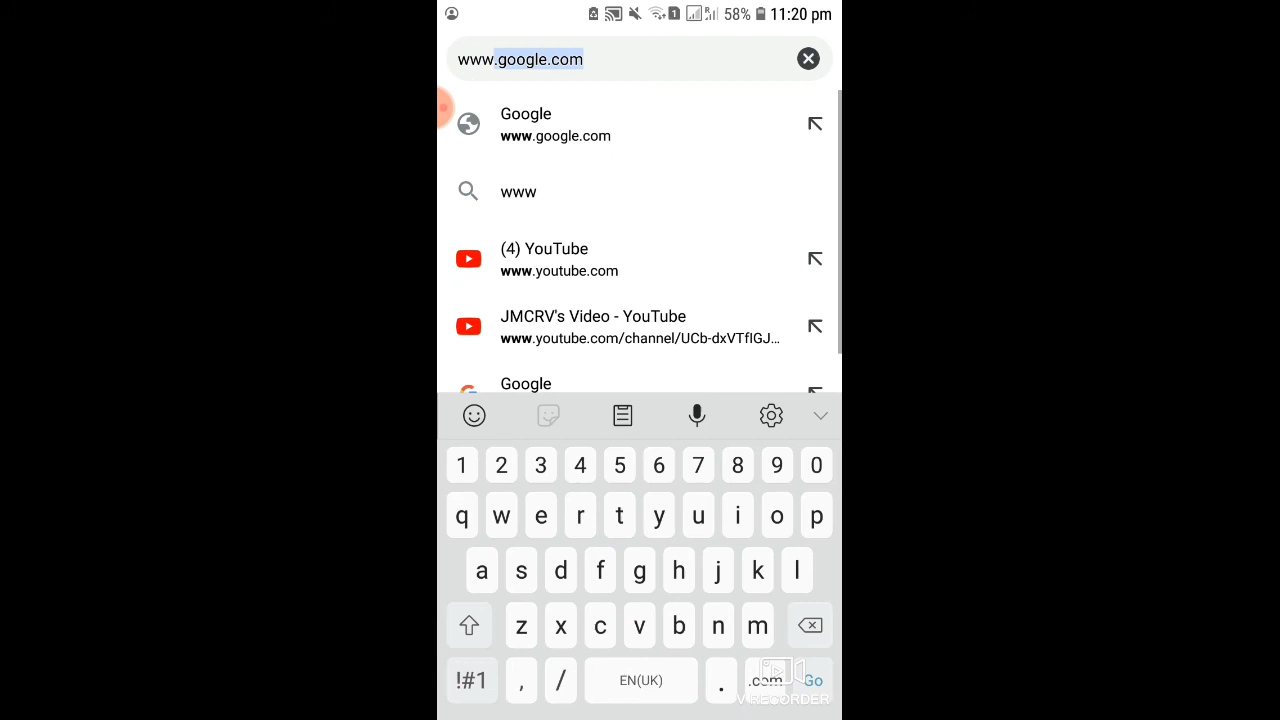 1 R 58% 11:20 pm
www.google.com
Google
www.google.com
www
(4) YouTube
www.youtube.com
JMCRV's Video - YouTube
www.youtube.com/channel/UCb-dxVTfIGJ...
Google
1 2 3 4 5 6 7 8 9 0
q w e r t y u i o p
a s d f g h j k l
z x c v b n m
!#1 , / EN(UK) . .com Go
V RECORDER